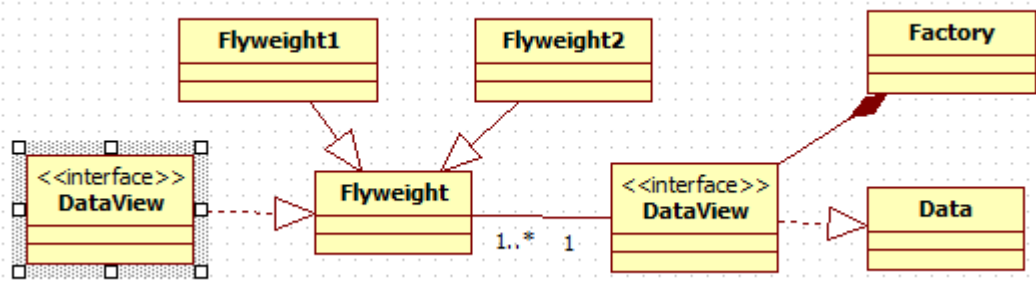 Flyweight1
Flyweight2
Factory
<<interface>>
DataView
Flyweight
<<interface>>
DataView
Data
1..*
1